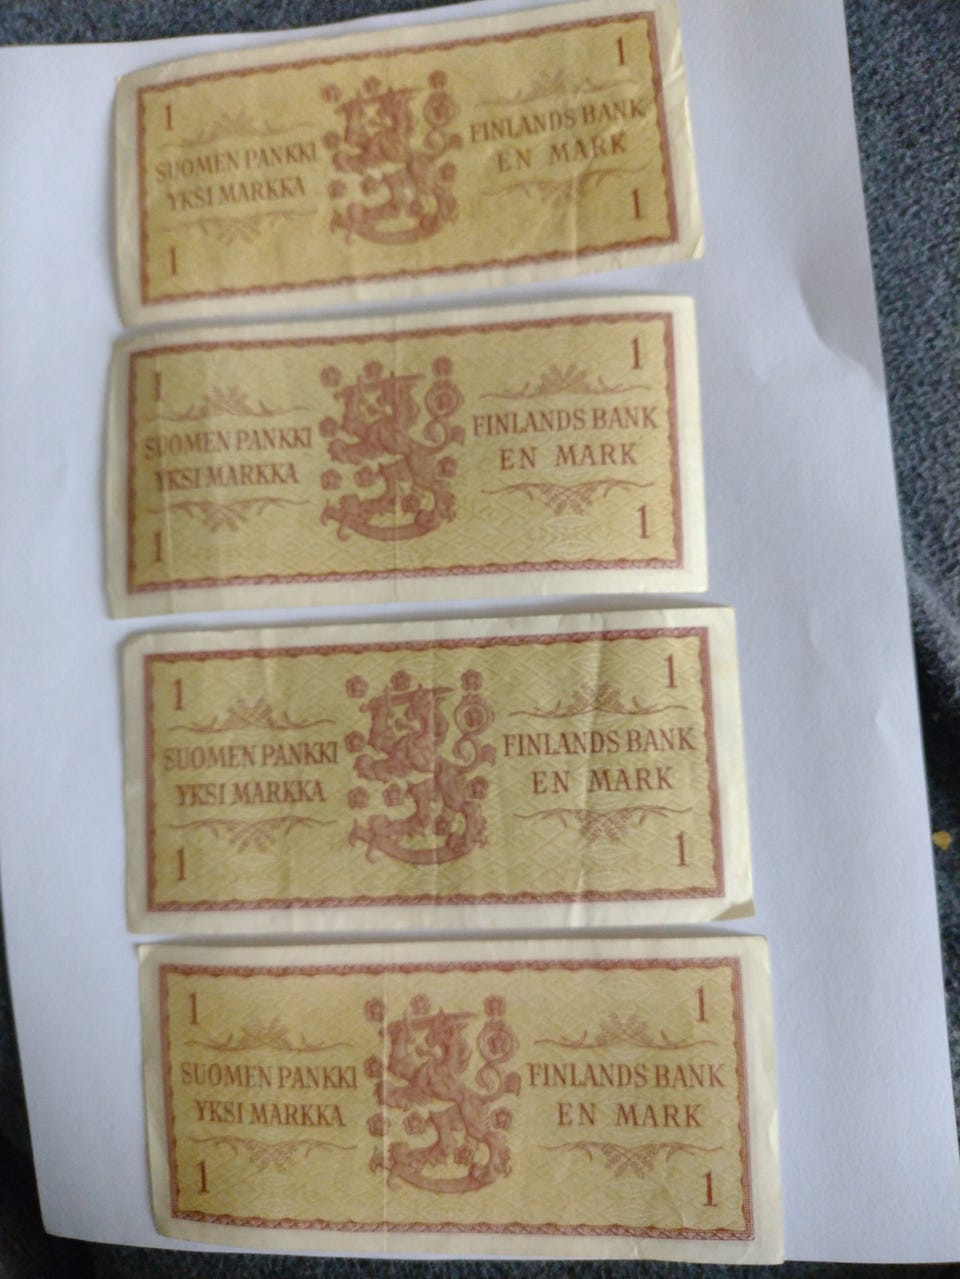 1
1
SUOMEN PANKKI
YKSI MARKKA
FINLANDS BANK
EN MARK
1
1
1
1
SUOMEN PANKKI
YKSI MARKKA
FINLANDS BANK
EN MARK
1
1
1
1
SUOMEN PANKKI
YKSI MARKKA
FINLANDS BANK
EN MARK
1
1
1
1
SUOMEN PANKKI
YKSI MARKKA
FINLANDS BANK
EN MARK
1
1